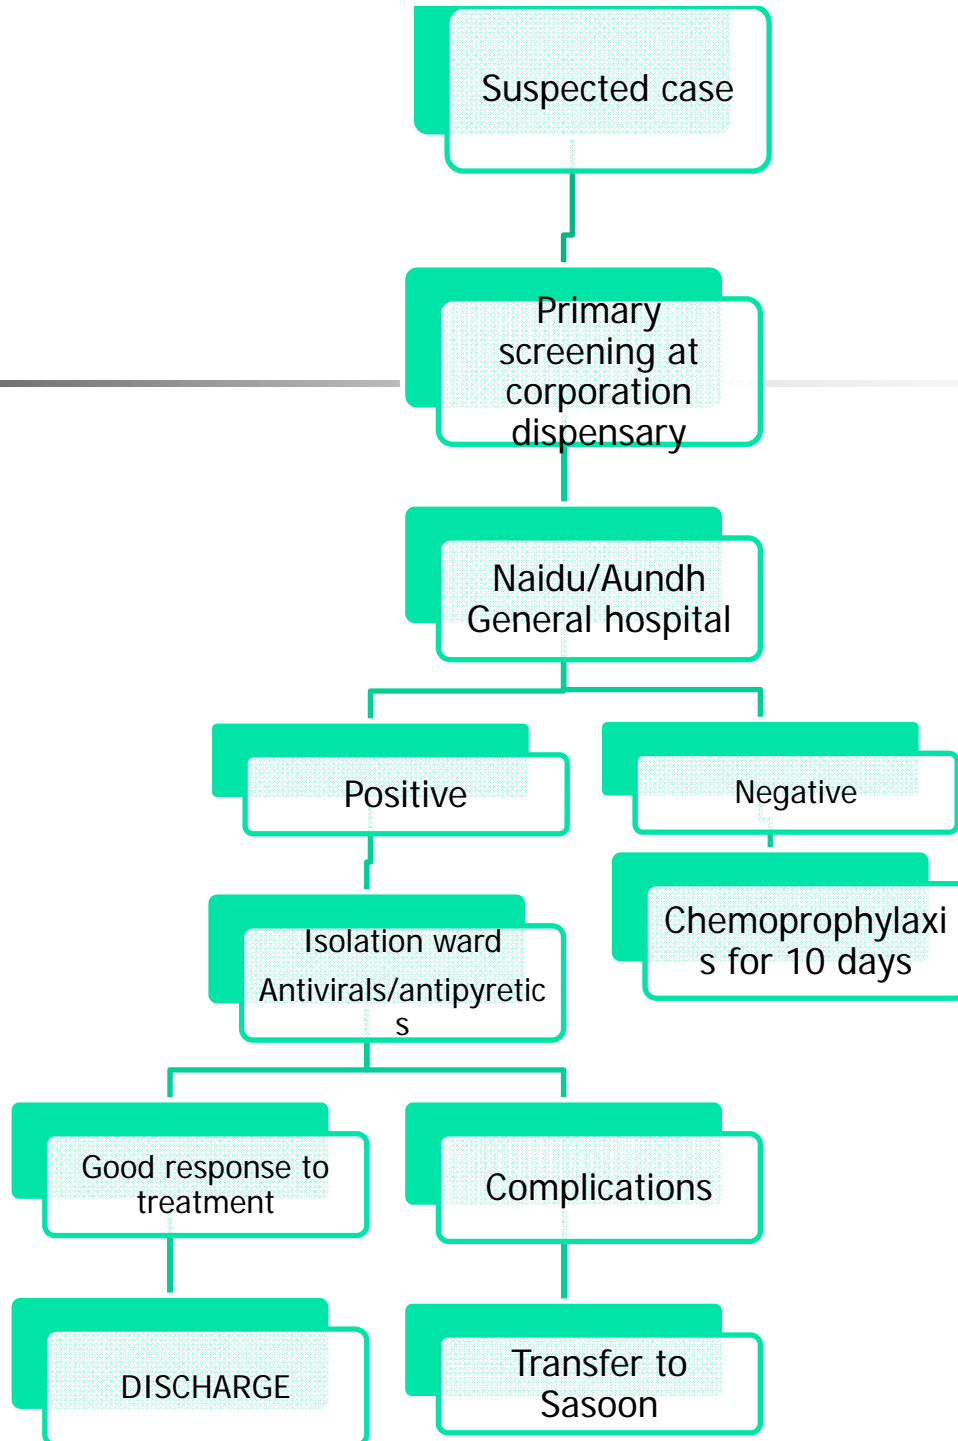 Suspected case
Primary
screening at
corporation
dispensary
Naidu/Aundh
General hospital
Positive
Negative
Isolation ward
Antivirals/antipyretic
s
Chemoprophylaxi
s for 10 days
Good response to
treatment
Complications
DISCHARGE
Transfer to
Sasoon